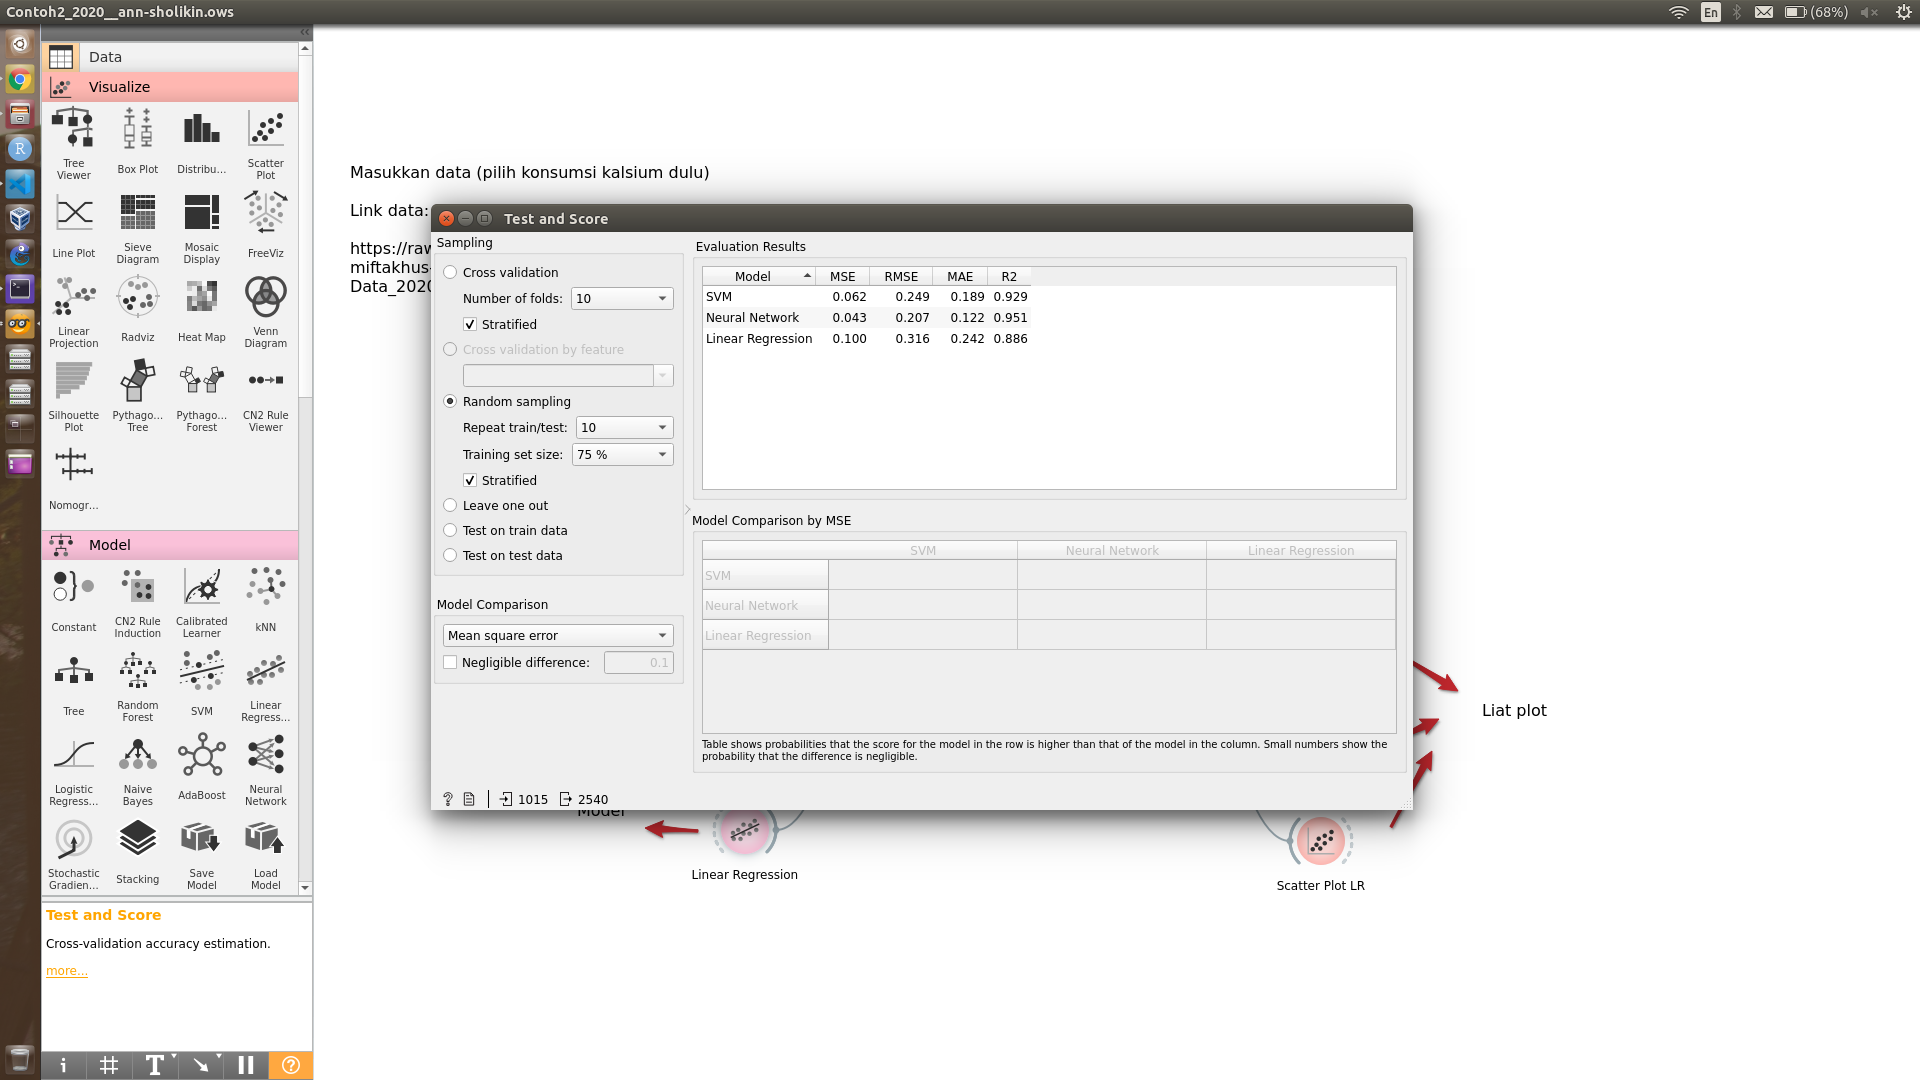 Contoh2_2020__ann-sholikin.ows
En
(68%)
Data
Visualize
Tree Viewer
Box Plot
Distribu...
Scatter Plot
Line Plot
Sieve Diagram
Mosaic Display
FreeViz
Linear Projection
Radviz
Heat Map
Venn Diagram
Silhouette Plot
Pythago... Tree
Pythago... Forest
CN2 Rule Viewer
Nomogr...
Model
Constant
CN2 Rule Induction
Calibrated Learner
kNN
Tree
Random Forest
SVM
Linear Regress...
Logistic Regress...
Naive Bayes
AdaBoost
Neural Network
Stochastic Gradien...
Stacking
Save Model
Load Model
Test and Score
Cross-validation accuracy estimation.
more...
Masukkan data (pilih konsumsi kalsium dulu)
Link data:
https://raw
miftakhus
Data_2020
Test and Score
Sampling
Cross validation
Number of folds: 10
Stratified
Cross validation by feature
Random sampling
Repeat train/test: 10
Training set size: 75 %
Stratified
Leave one out
Test on train data
Test on test data
Model Comparison
Mean square error
Negligible difference: 0.1
Evaluation Results
Model MSE RMSE MAE R2
SVM 0.062 0.249 0.189 0.929
Neural Network 0.043 0.207 0.122 0.951
Linear Regression 0.100 0.316 0.242 0.886
Model Comparison by MSE
SVM Neural Network Linear Regression
SVM
Neural Network
Linear Regression
Table shows probabilities that the score for the model in the row is higher than that of the model in the column. Small numbers show the
probability that the difference is negligible.
? 1015 2540
Model
Linear Regression
Scatter Plot LR
Liat plot